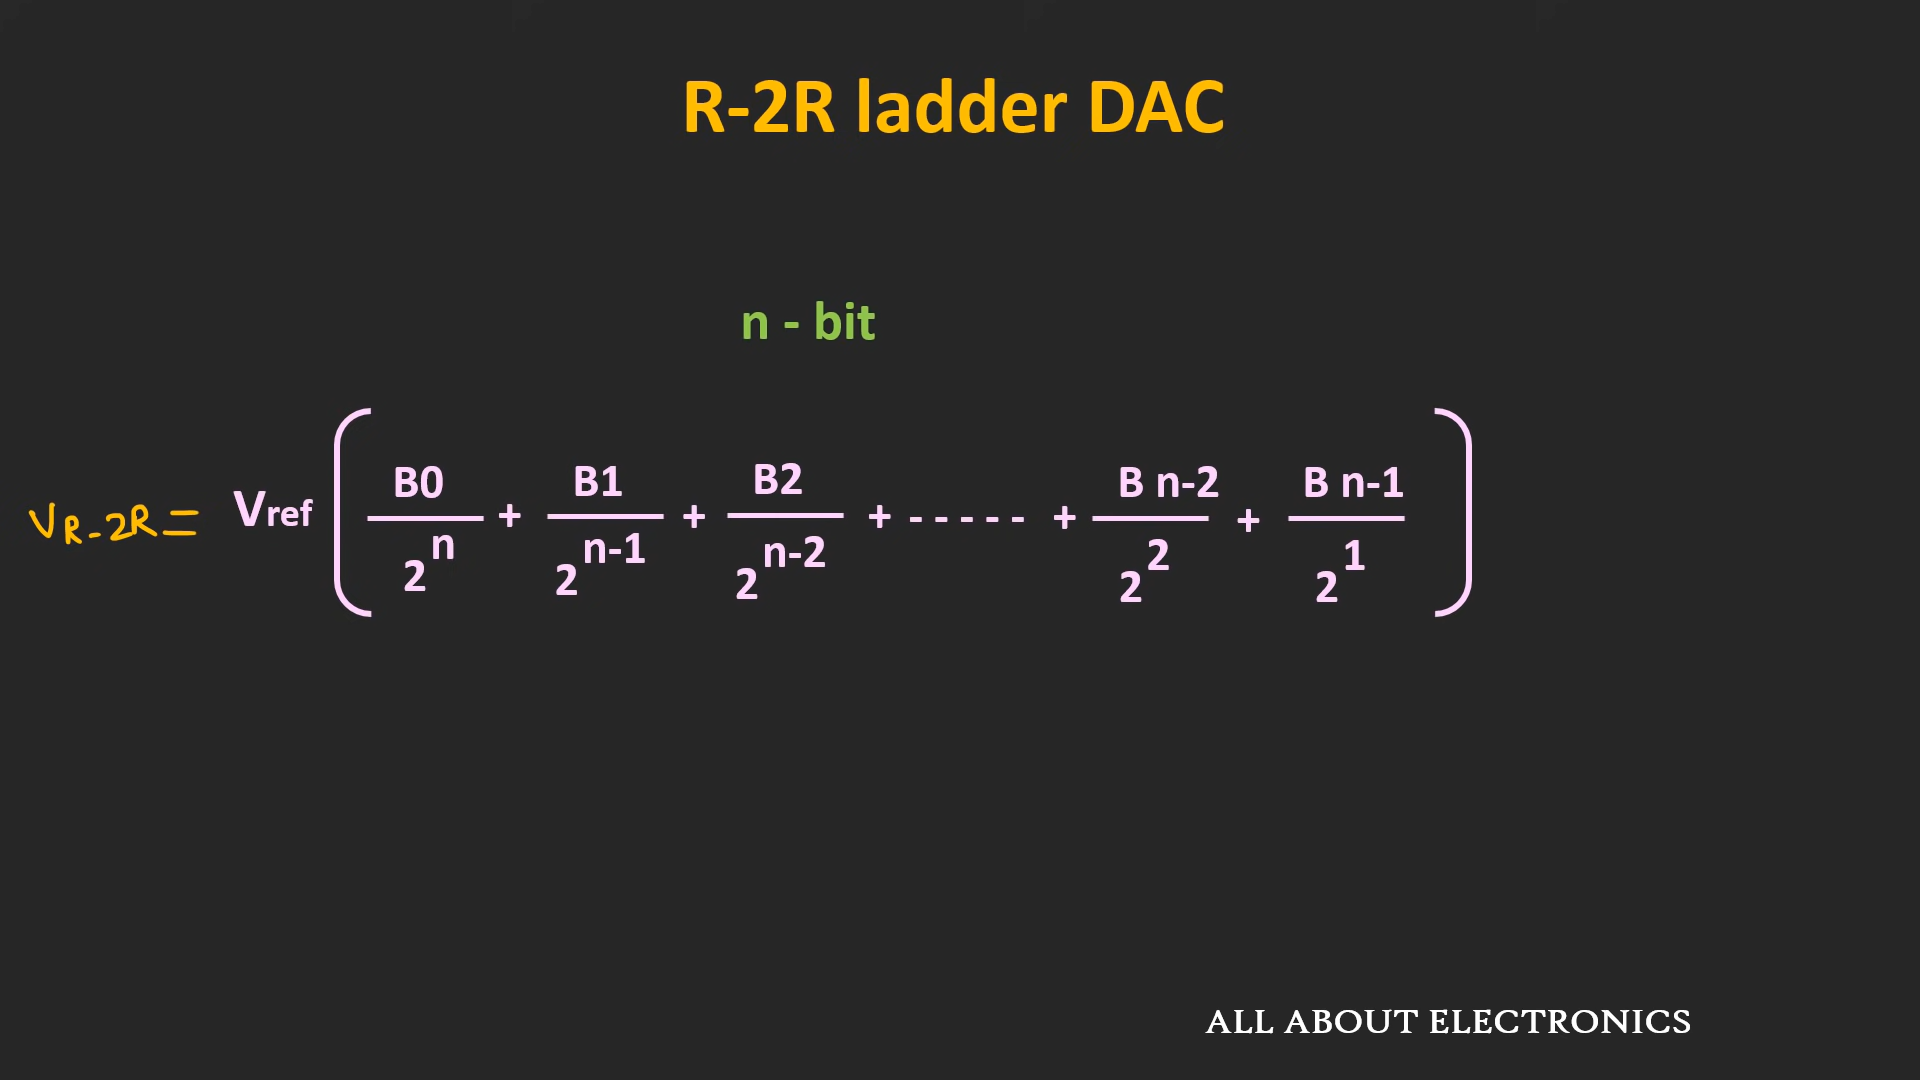 R-2R ladder DAC
n - bit
VR-2R = Vref ( B0/2^n + B1/2^n-1 + B2/2^n-2 + - - - - - + B n-2/2^2 + B n-1/2^1 )
ALL ABOUT ELECTRONICS